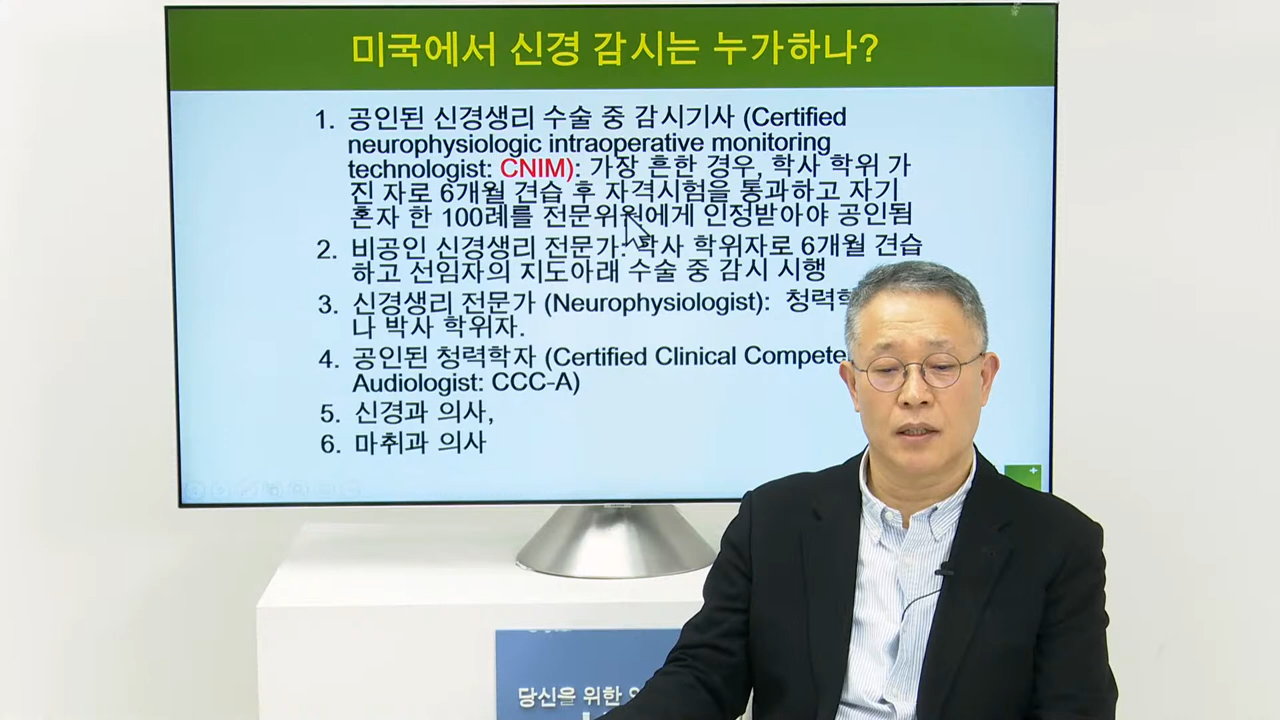 미국에서 신경 감시는 누가하나?
1. 공인된 신경생리 수술 중 감시기사 (Certified
neurophysiologic intraoperative monitoring
technologist: CNIM): 가장 흔한 경우, 학사 학위 가
진 자로 6개월 견습 후 자격시험을 통과하고 자기
혼자 한 100례를 전문위원에게 인정받아야 공인됨
2. 비공인 신경생리 전문가: 학사 학위자로 6개월 견습
하고 선임자의 지도아래 수술 중 감시 시행
3. 신경생리 전문가 (Neurophysiologist):
나 박사 학위자.
4. 공인된 청력학자 (Certified Clinical
Audiologist: CCC-A)
5. 신경과 의사,
6. 마취과 의사
당신을 위한